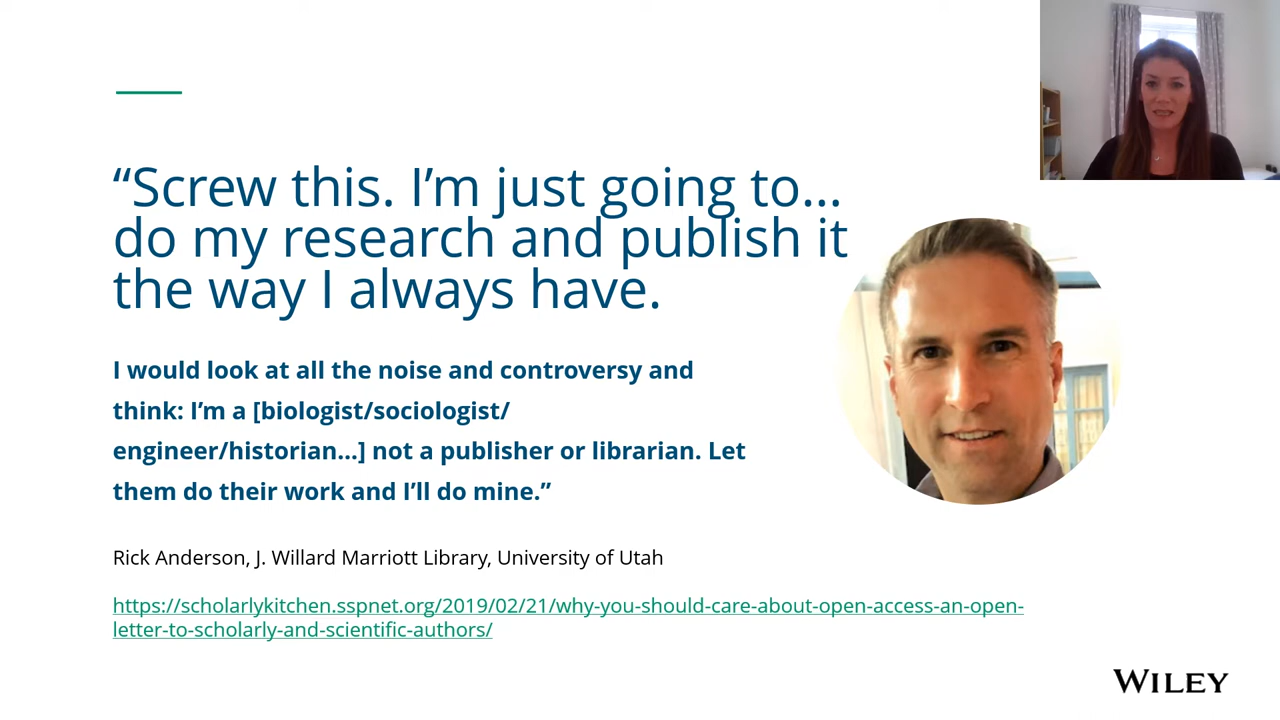 “Screw this. I’m just going to...
do my research and publish it
the way I always have.
I would look at all the noise and controversy and
think: I’m a [biologist/sociologist/
engineer/historian...] not a publisher or librarian. Let
them do their work and I’ll do mine.”
Rick Anderson, J. Willard Marriott Library, University of Utah
https://scholarlykitchen.sspnet.org/2019/02/21/why-you-should-care-about-open-access-an-open-
letter-to-scholarly-and-scientific-authors/
WILEY